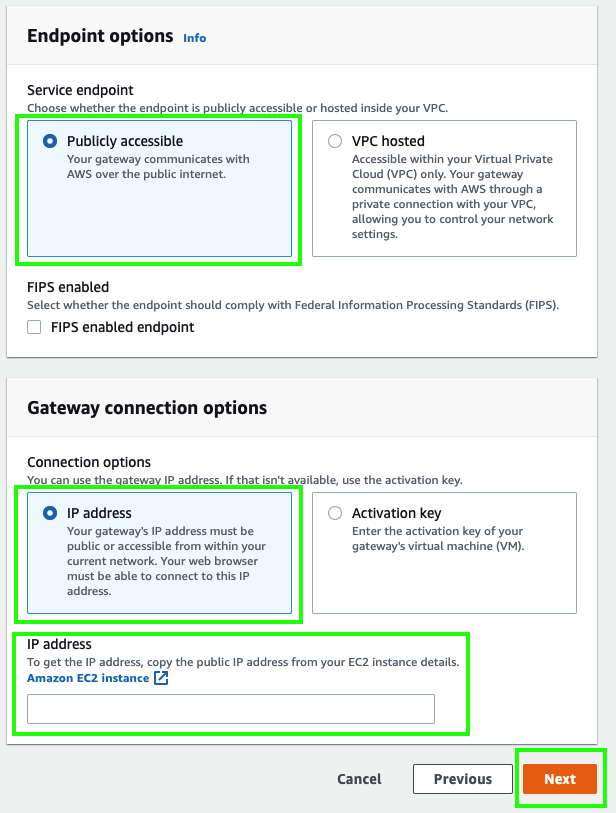 Endpoint options Info
Service endpoint
Choose whether the endpoint is publicly accessible or hosted inside your VPC.
Publicly accessible
Your gateway communicates with
AWS over the public internet.
VPC hosted
Accessible within your Virtual Private
Cloud (VPC) only. Your gateway
communicates with AWS through a
private connection with your VPC,
allowing you to control your network
settings.
FIPS enabled
Select whether the endpoint should comply with Federal Information Processing Standards (FIPS).
FIPS enabled endpoint
Gateway connection options
Connection options
You can use the gateway IP address. If that isn't available, use the activation key.
IP address
Your gateway's IP address must be
public or accessible from within your
current network. Your web browser
must be able to connect to this IP
address.
Activation key
Enter the activation key of your
gateway's virtual machine (VM).
IP address
To get the IP address, copy the public IP address from your EC2 instance details.
Amazon EC2 instance
Cancel Previous Next